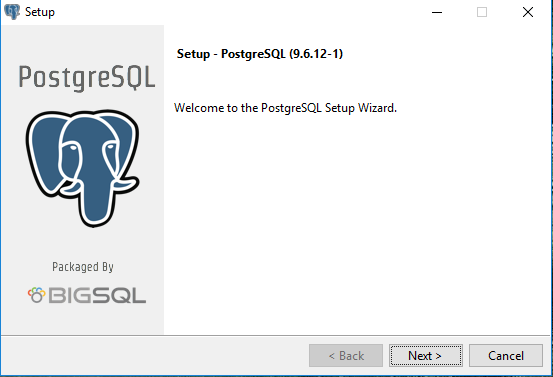 Setup
PostgreSQL
Setup - PostgreSQL (9.6.12-1)
Welcome to the PostgreSQL Setup Wizard.
Packaged By
BIGSQL
< Back
Next >
Cancel